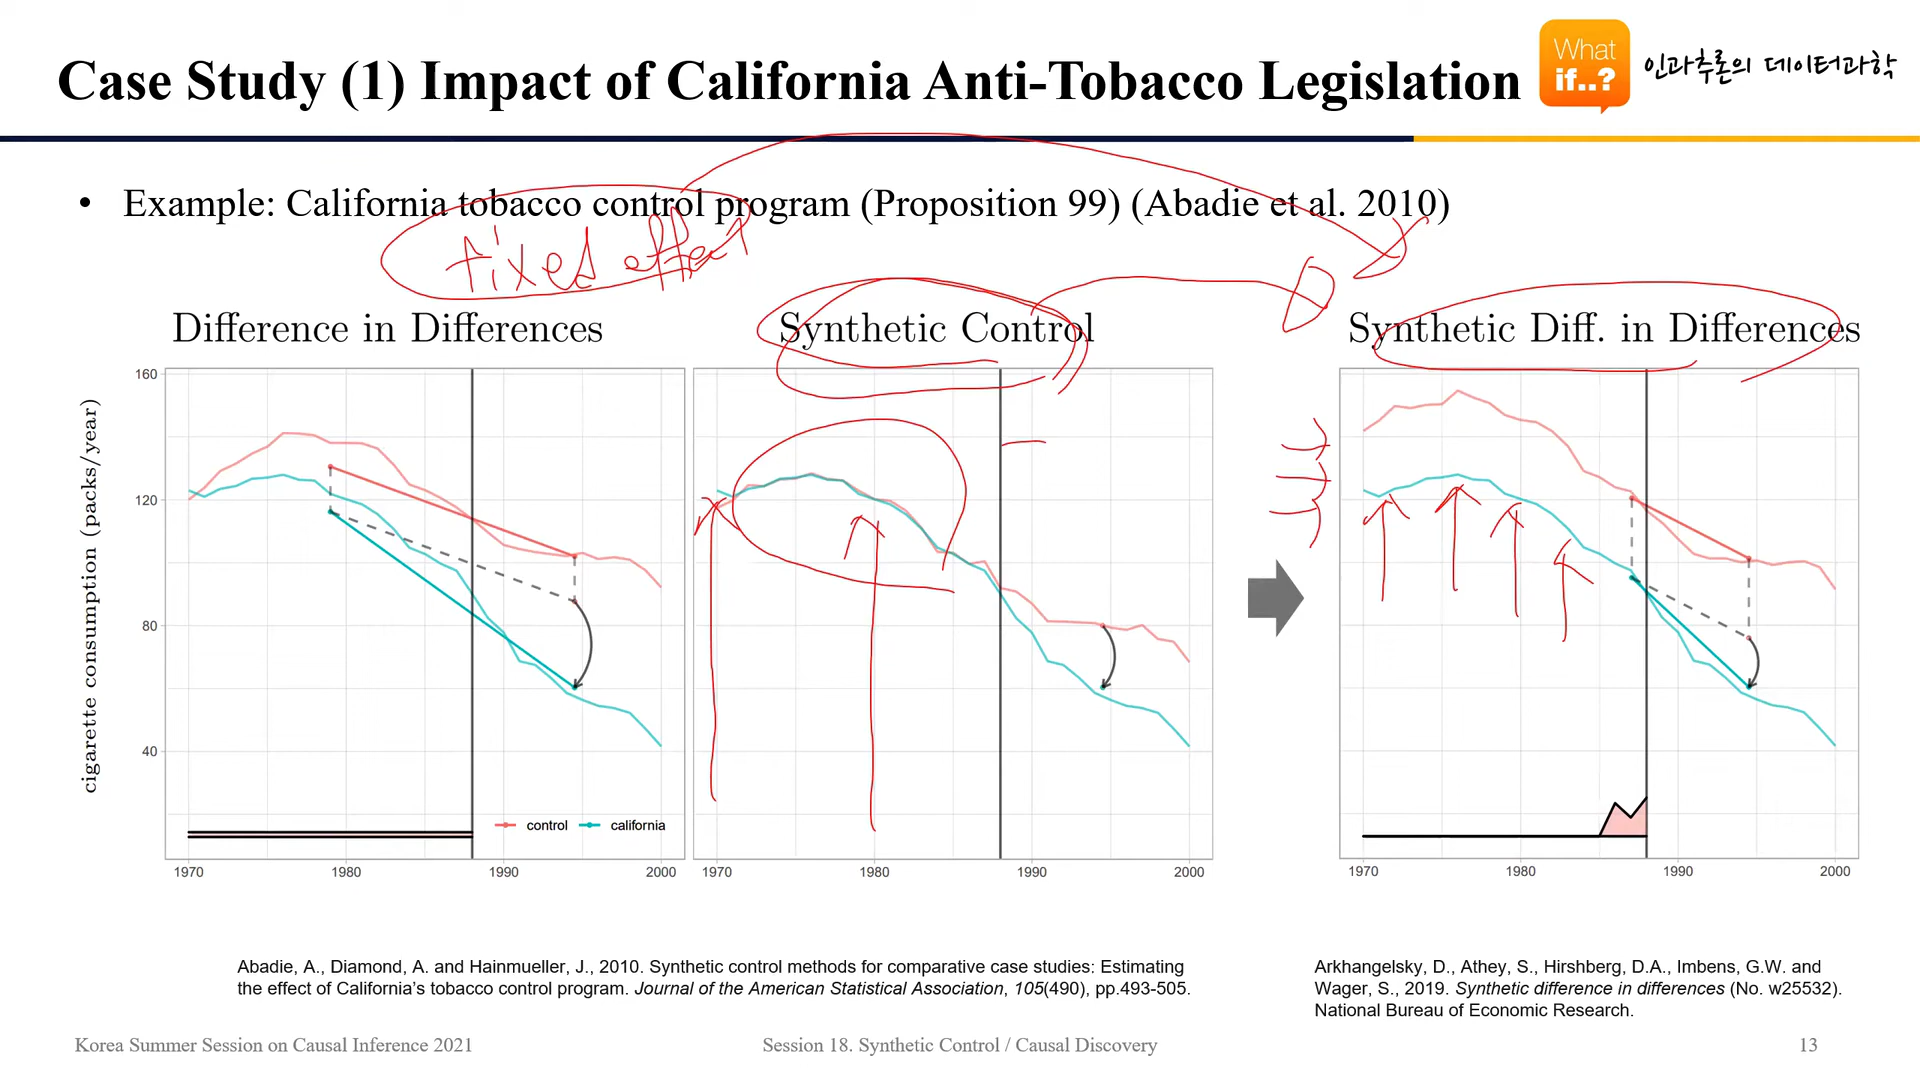 Case Study (1) Impact of California Anti-Tobacco Legislation
What
if..?
인과추론의 데이터과학
• Example: California tobacco control program (Proposition 99) (Abadie et al. 2010)
fixed effect
Difference in Differences
Synthetic Control
Synthetic Diff. in Differences
cigarette consumption (packs/year)
160
120
80
40
control california
1970 1980 1990 2000
1970 1980 1990 2000
1970 1980 1990 2000
Abadie, A., Diamond, A. and Hainmueller, J., 2010. Synthetic control methods for comparative case studies: Estimating
the effect of California’s tobacco control program. Journal of the American Statistical Association, 105(490), pp.493-505.
Arkhangelsky, D., Athey, S., Hirshberg, D.A., Imbens, G.W. and
Wager, S., 2019. Synthetic difference in differences (No. w25532).
National Bureau of Economic Research.
Korea Summer Session on Causal Inference 2021
Session 18. Synthetic Control / Causal Discovery
13